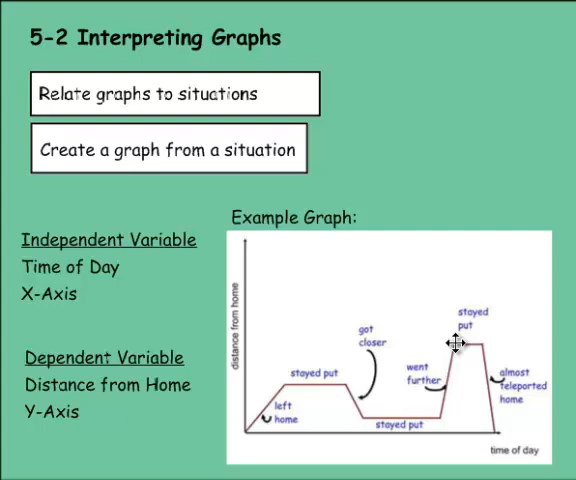 5-2 Interpreting Graphs
Relate graphs to situations
Create a graph from a situation
Example Graph:
Independent Variable
Time of Day
X-Axis
Dependent Variable
Distance from Home
Y-Axis
distance from home
stayed
put
got
closer
stayed put
went
further
almost
teleported
home
left
home
stayed put
time of day